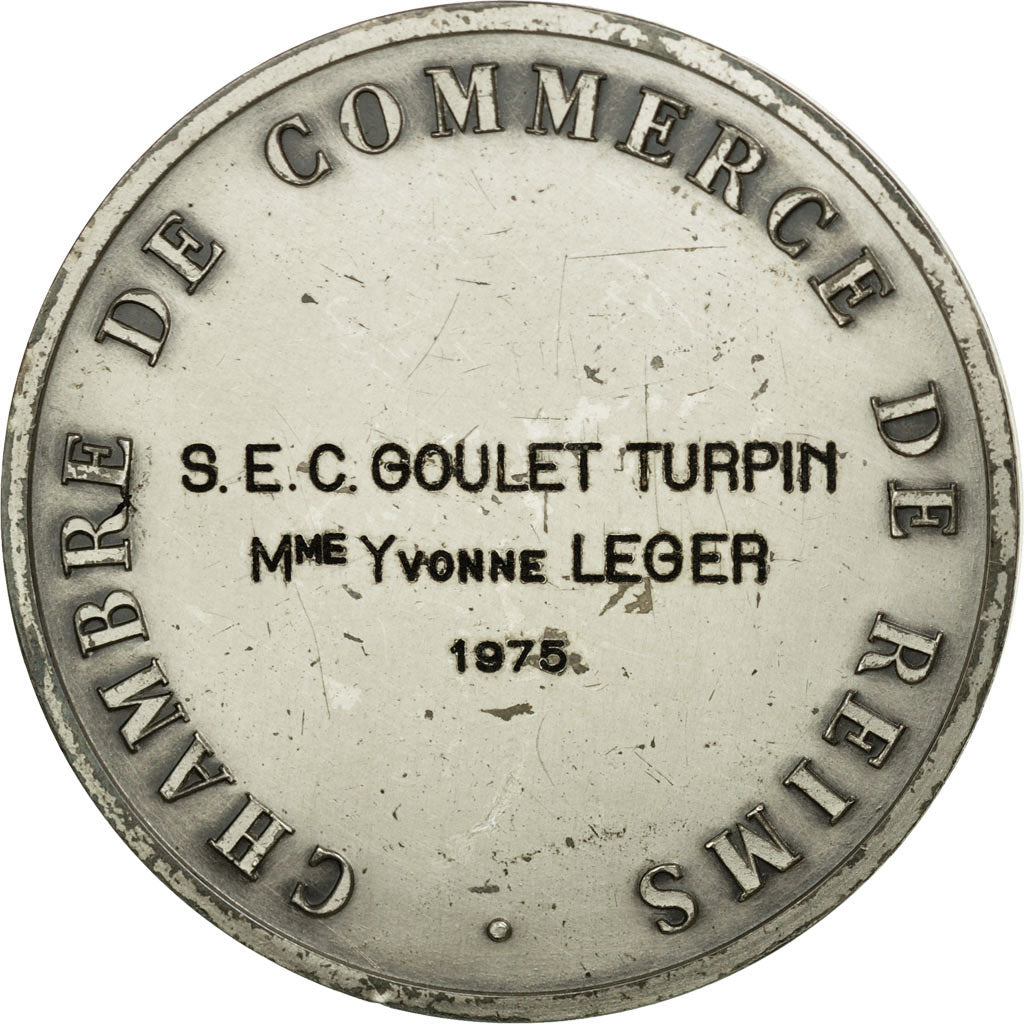 CHAMBRE DE COMMERCE DE REIMS
S.E.C. GOULET TURPIN
MME YVONNE LEGER
1975